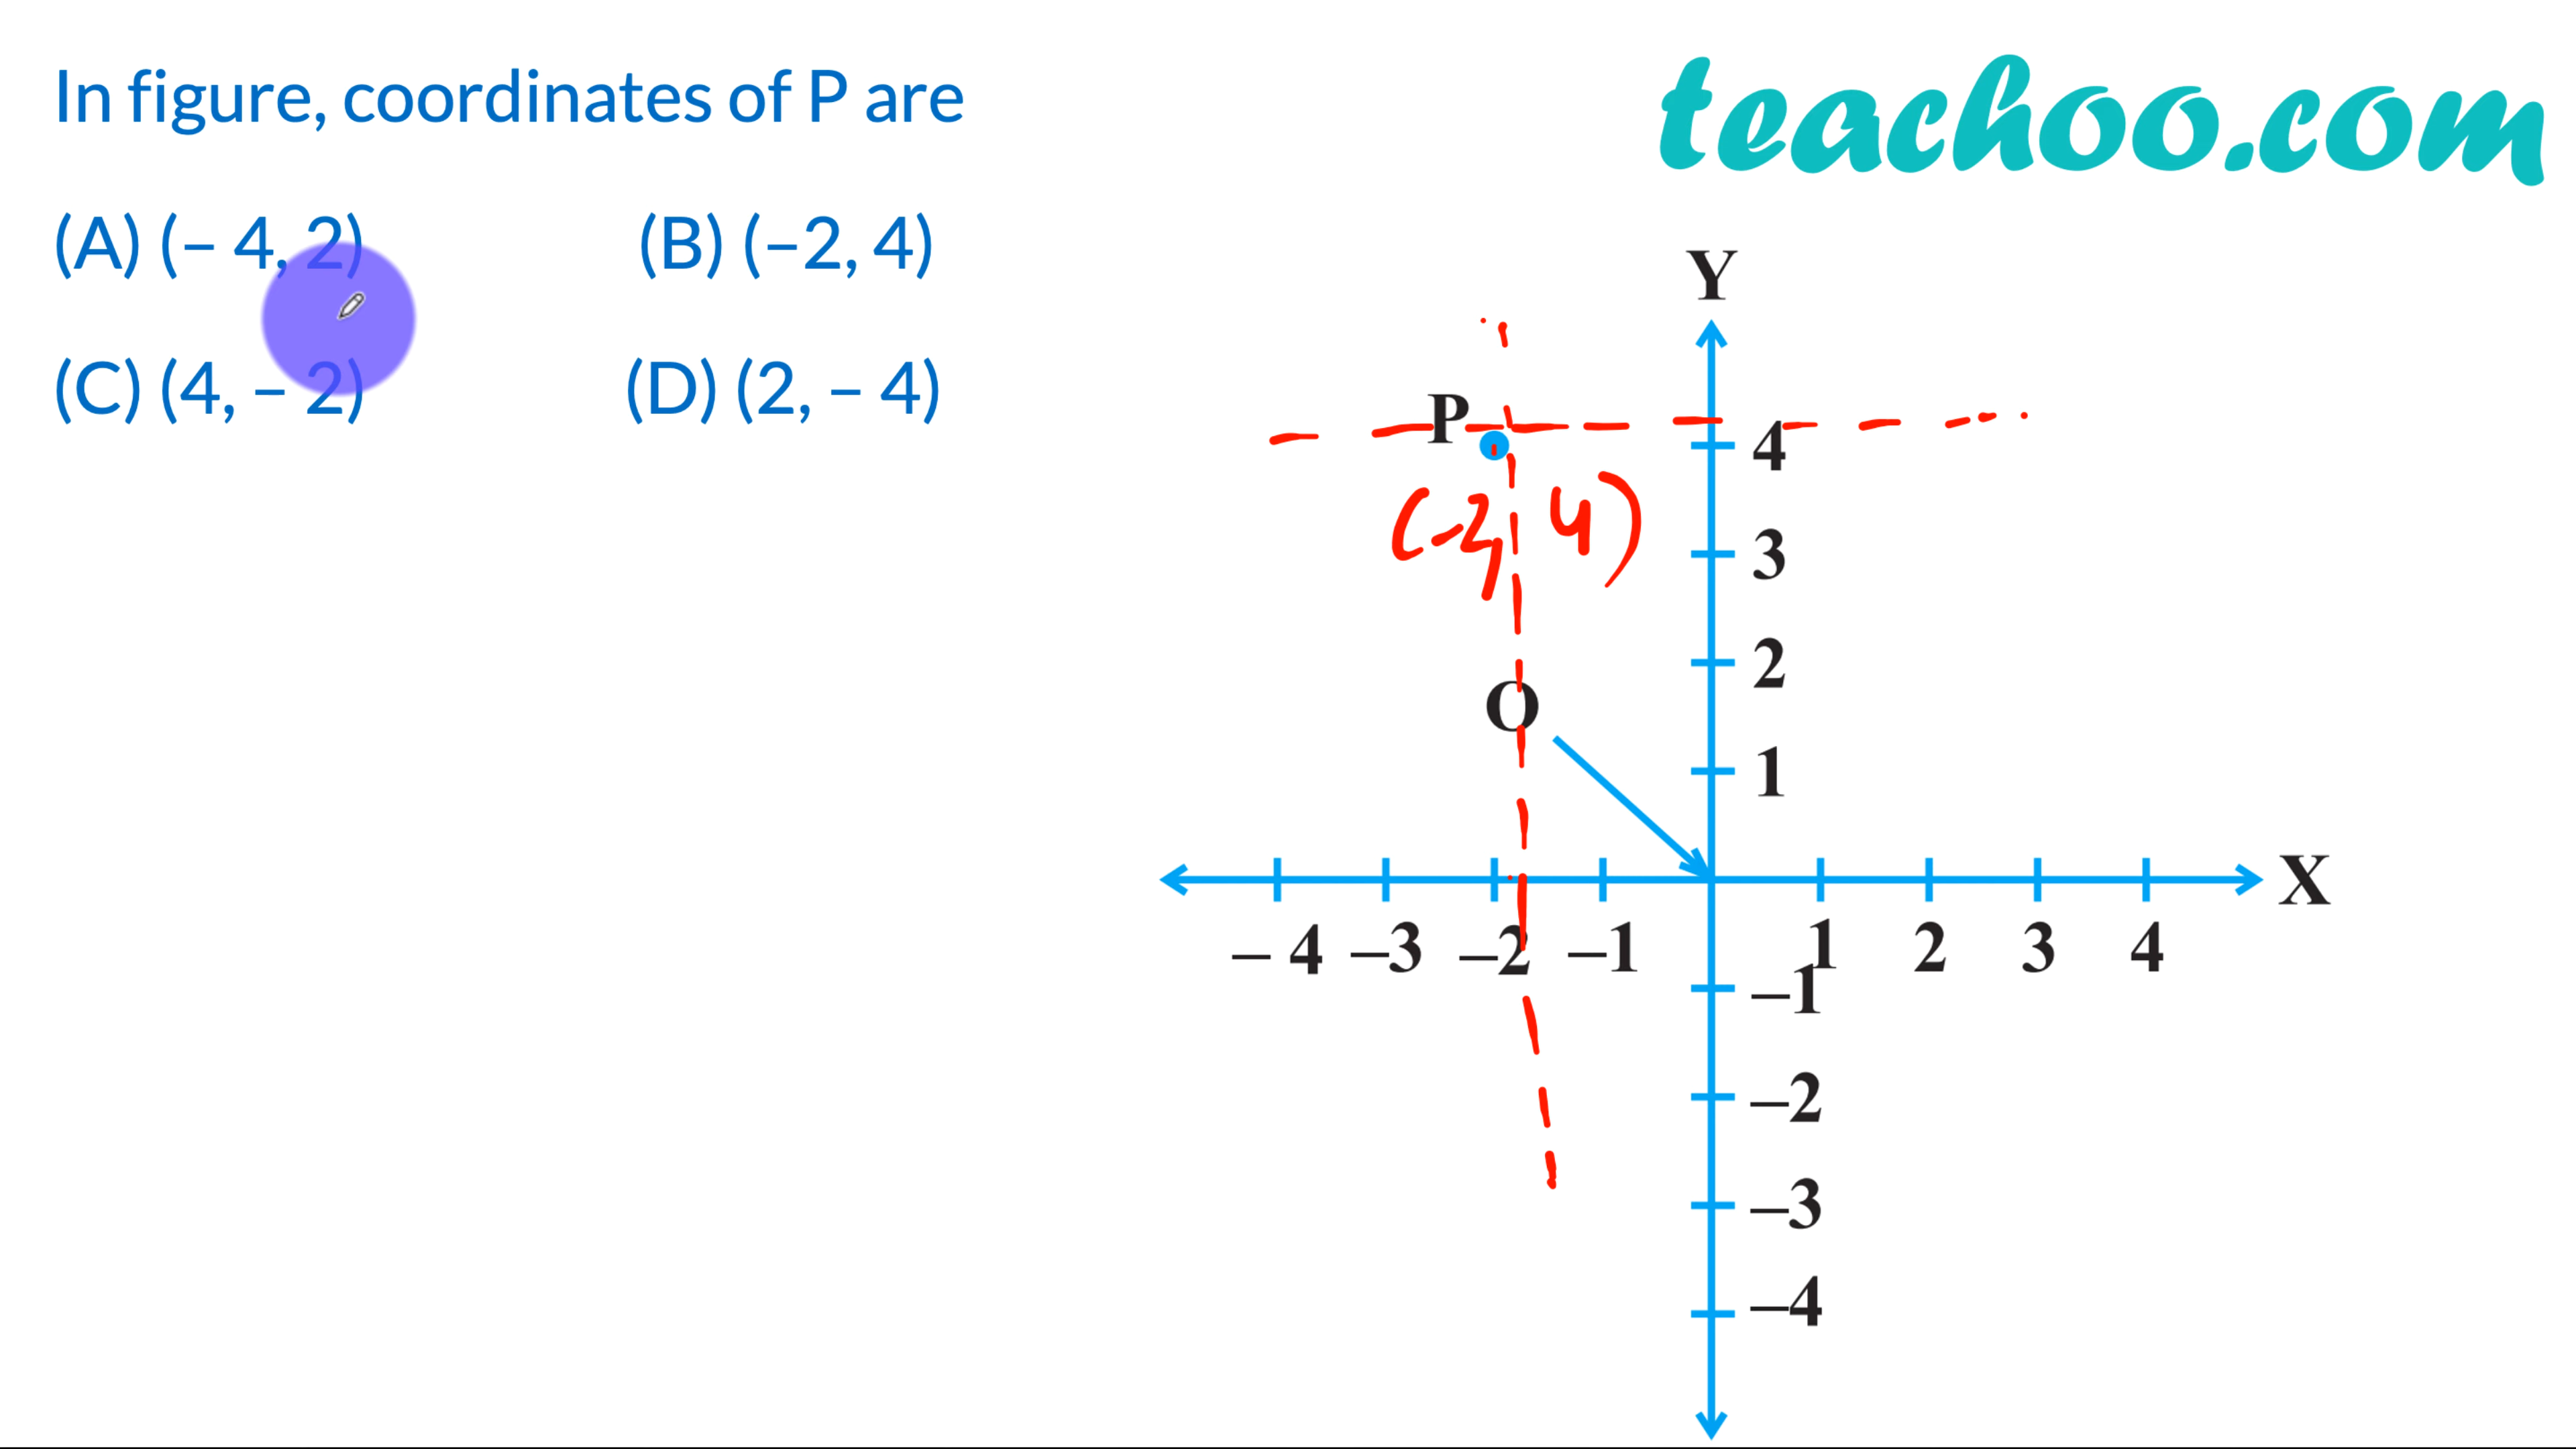 In figure, coordinates of P are
teachoo.com
(A) (– 4, 2) (B) (–2, 4)
(C) (4, – 2) (D) (2, – 4)
Y
P
4
(-2, 4)
3
2
O
1
X
– 4 –3 –2 –1 1 2 3 4
–1
–2
–3
–4